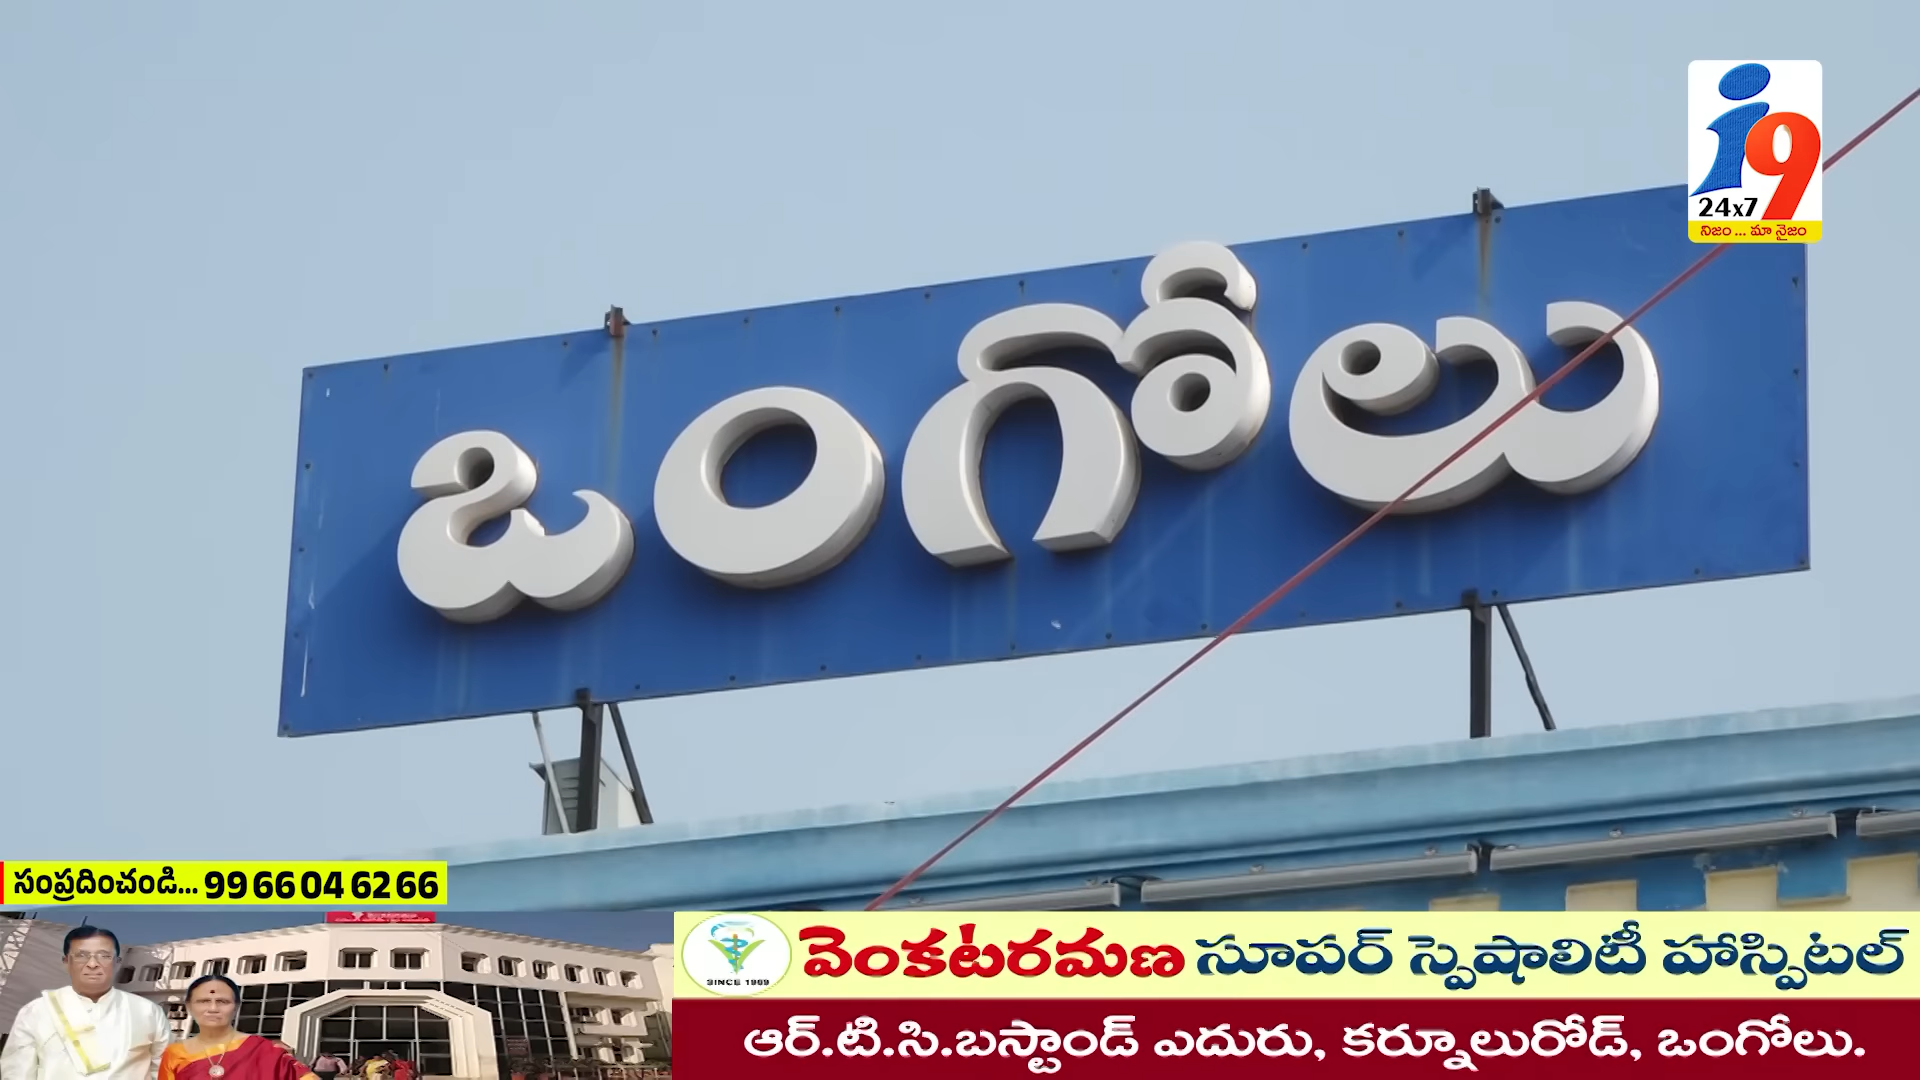 i9
24x7
నిజం... మా నైజం
ఒంగోలు
సంప్రదించండి... 99 66 04 62 66
వెంకటరమణ సూపర్ స్పెషాలిటీ హాస్పిటల్
SINCE 1969
ఆర్.టి.సి.బస్టాండ్ ఎదురు, కర్నూలురోడ్, ఒంగోలు.